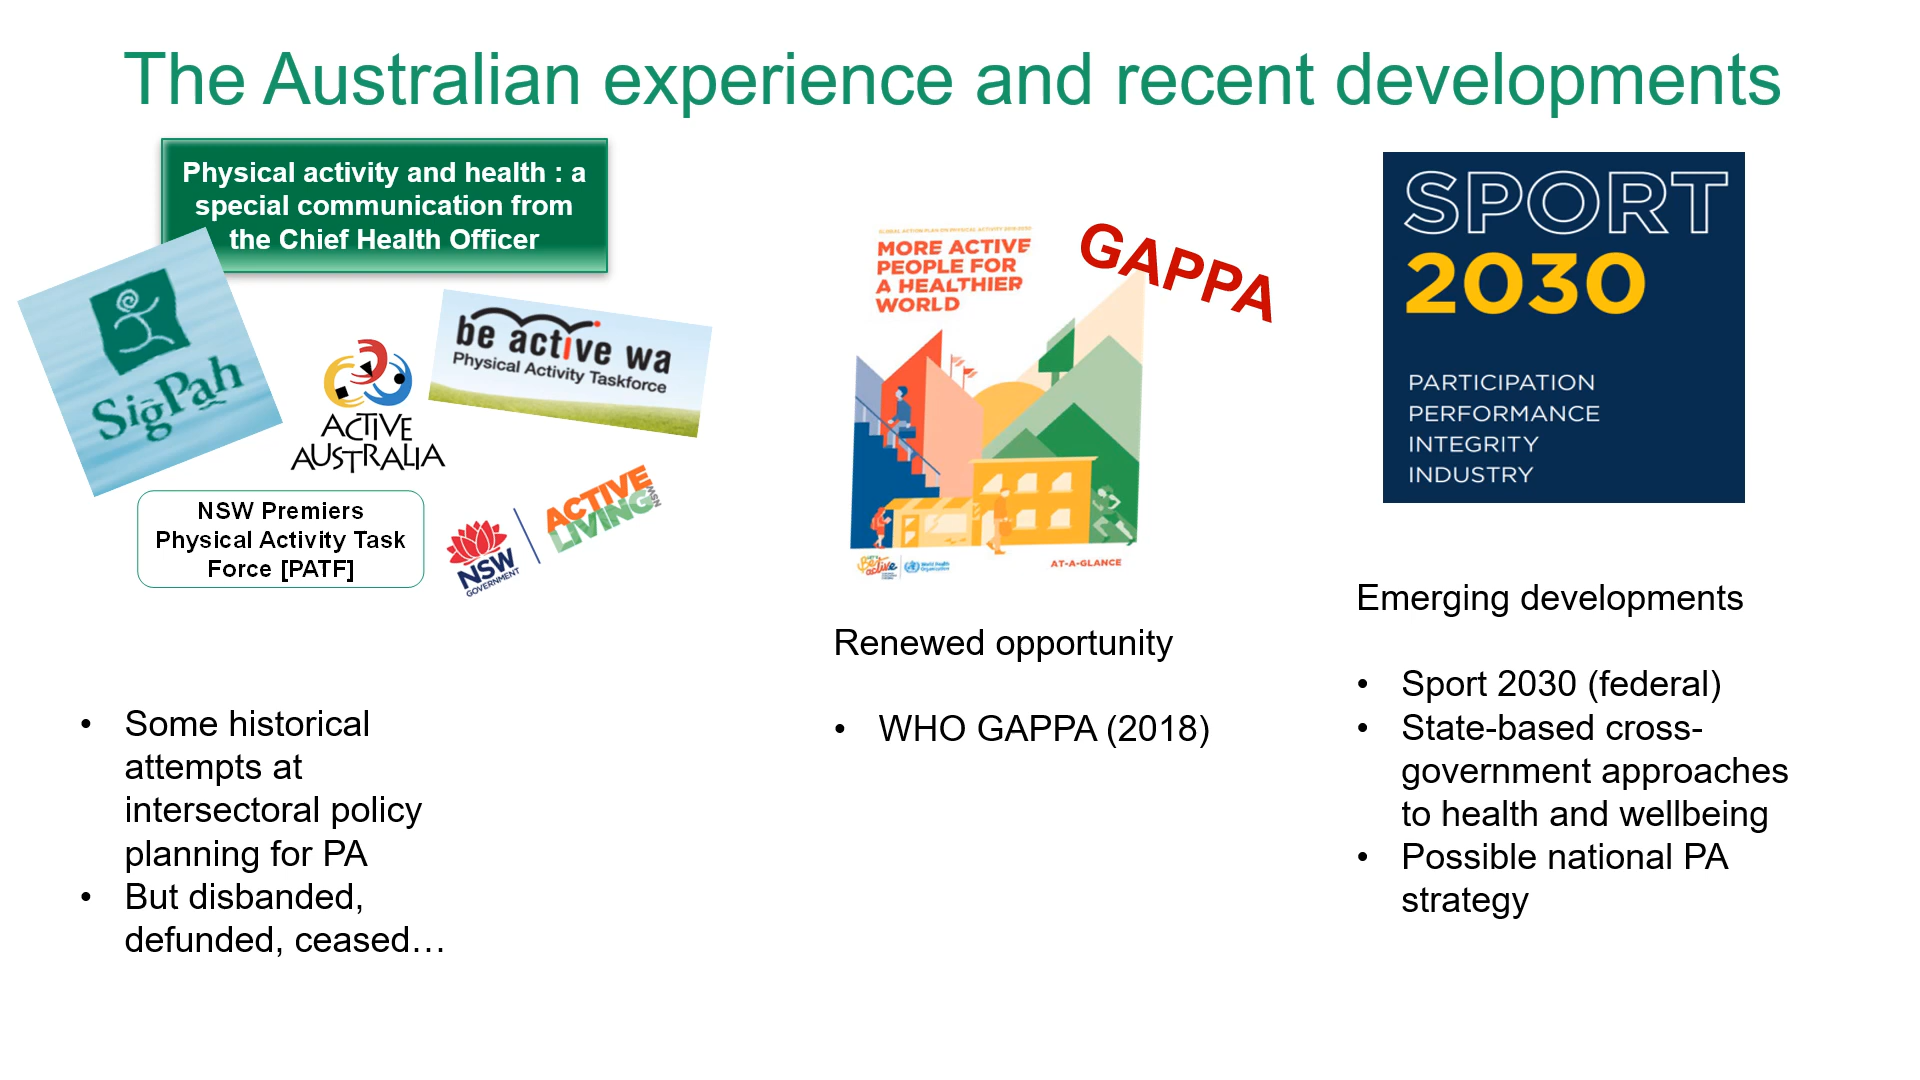 The Australian experience and recent developments
Physical activity and health : a
special communication from
the Chief Health Officer
SigPah
be active wa
Physical Activity Taskforce
ACTIVE
AUSTRALIA
NSW Premiers
Physical Activity Task
Force [PATF]
NSW
GOVERNMENT
ACTIVE
LIVING
NSW
• Some historical
attempts at
intersectoral policy
planning for PA
• But disbanded,
defunded, ceased…
GLOBAL ACTION PLAN ON PHYSICAL ACTIVITY 2018-2030
MORE ACTIVE
PEOPLE FOR
A HEALTHIER
WORLD
GAPPA
Be active
World Health
Organization
AT-A-GLANCE
Renewed opportunity
• WHO GAPPA (2018)
SPORT
2030
PARTICIPATION
PERFORMANCE
INTEGRITY
INDUSTRY
Emerging developments
• Sport 2030 (federal)
• State-based cross-
government approaches
to health and wellbeing
• Possible national PA
strategy